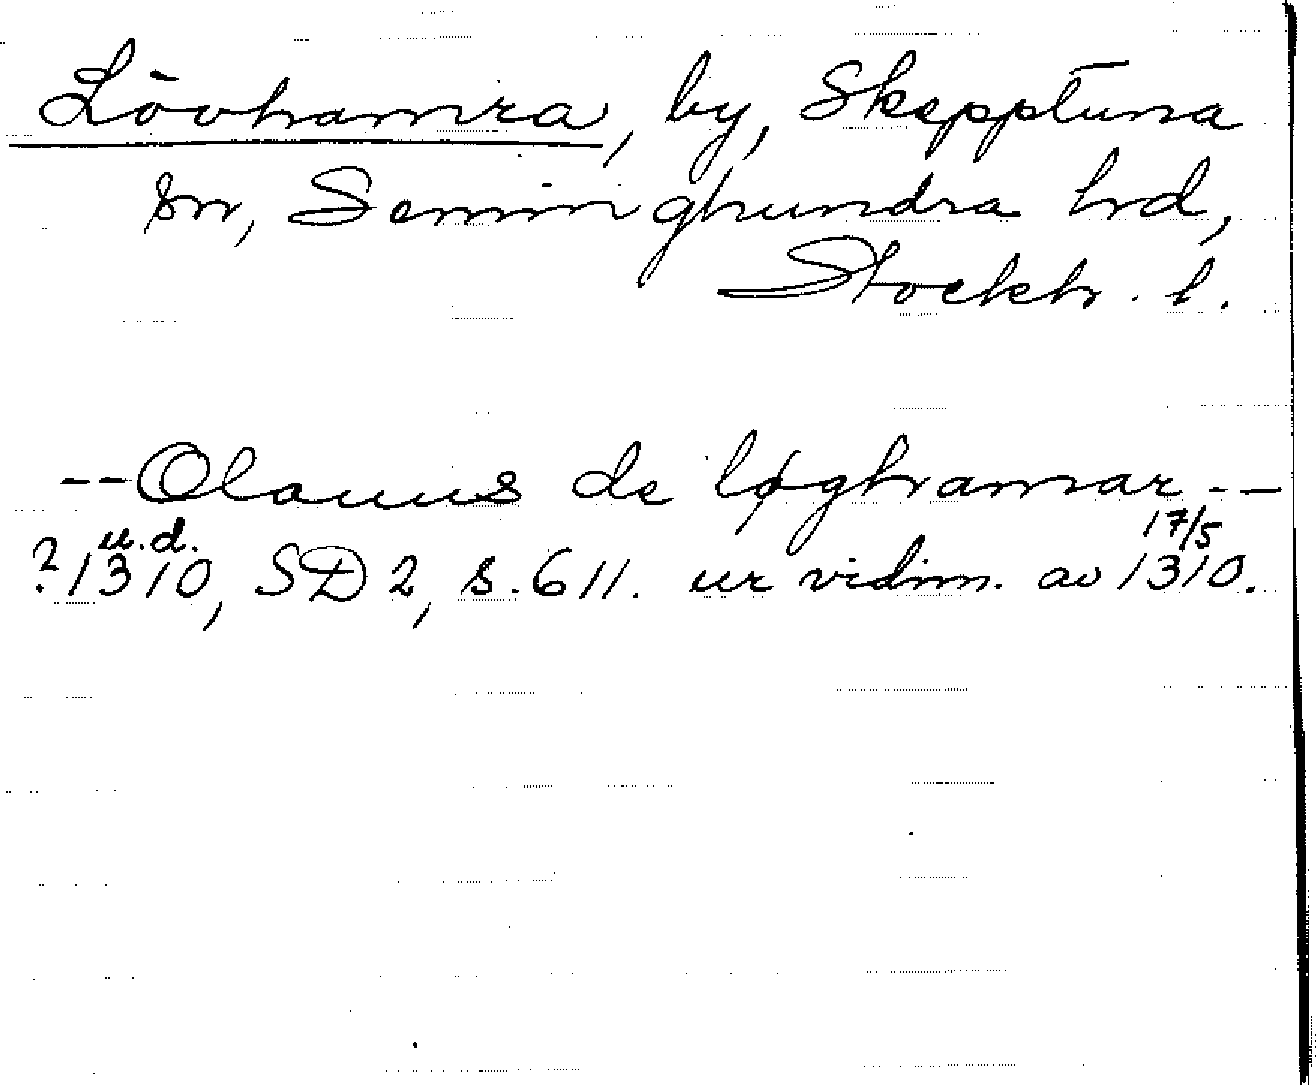 Lövhamra, by, Skepptuna
sn, Seminghundra hrd,
Stockh. l.
--Olauus de løghamar --
? u.d. 1310, SD 2, s. 611. ur vidim. av 17/5 1310.